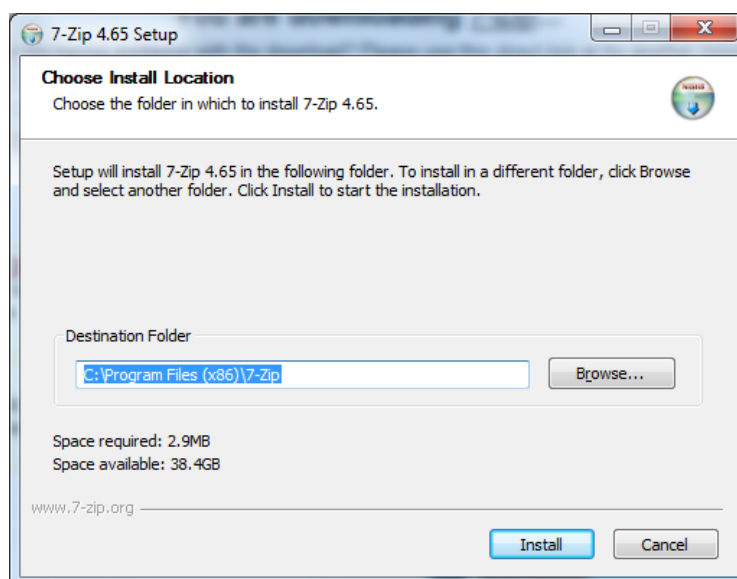 You are downloading
7-Zip 4.65 Setup
Choose Install Location
Choose the folder in which to install 7-Zip 4.65.
Setup will install 7-Zip 4.65 in the following folder. To install in a different folder, click Browse
and select another folder. Click Install to start the installation.
Destination Folder
C:\Program Files (x86)\7-Zip
Browse...
Space required: 2.9MB
Space available: 38.4GB
www.7-zip.org
Install
Cancel